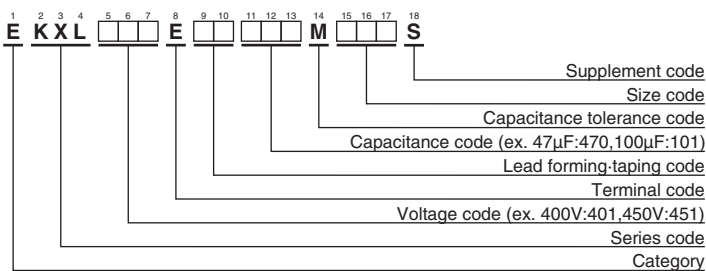 1 2 3 4 5 6 7 8 9 10 11 12 13 14 15 16 17 18
E K X L □□□ E □□ □□□ M □□□ S
Supplement code
Size code
Capacitance tolerance code
Capacitance code (ex. 47μF:470,100μF:101)
Lead forming·taping code
Terminal code
Voltage code (ex. 400V:401,450V:451)
Series code
Category